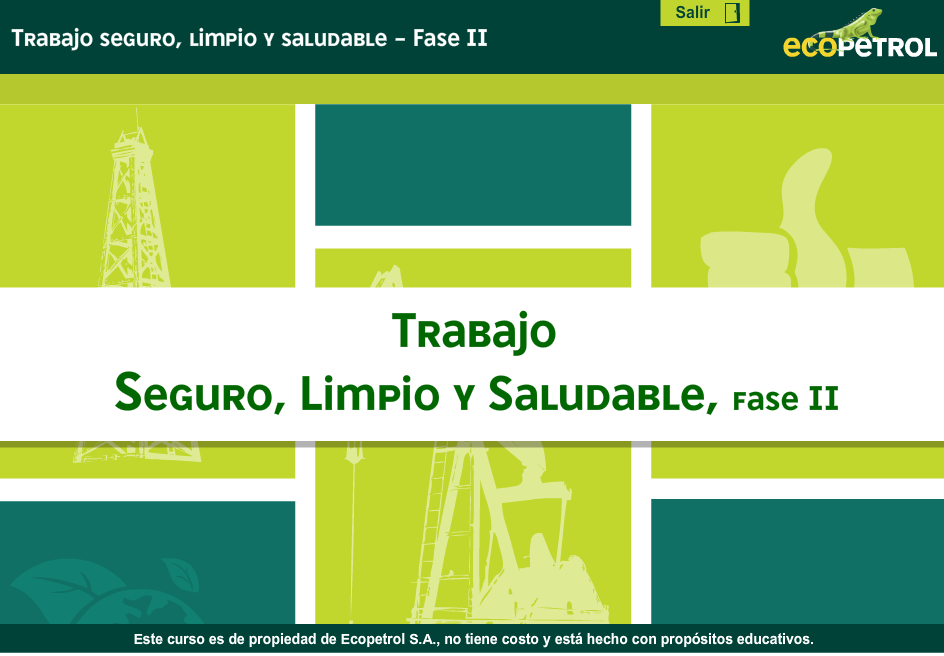 Salir
Trabajo seguro, limpio y saludable – Fase II
ecopetrol
Trabajo
Seguro, Limpio y Saludable, fase II
Este curso es de propiedad de Ecopetrol S.A., no tiene costo y está hecho con propósitos educativos.